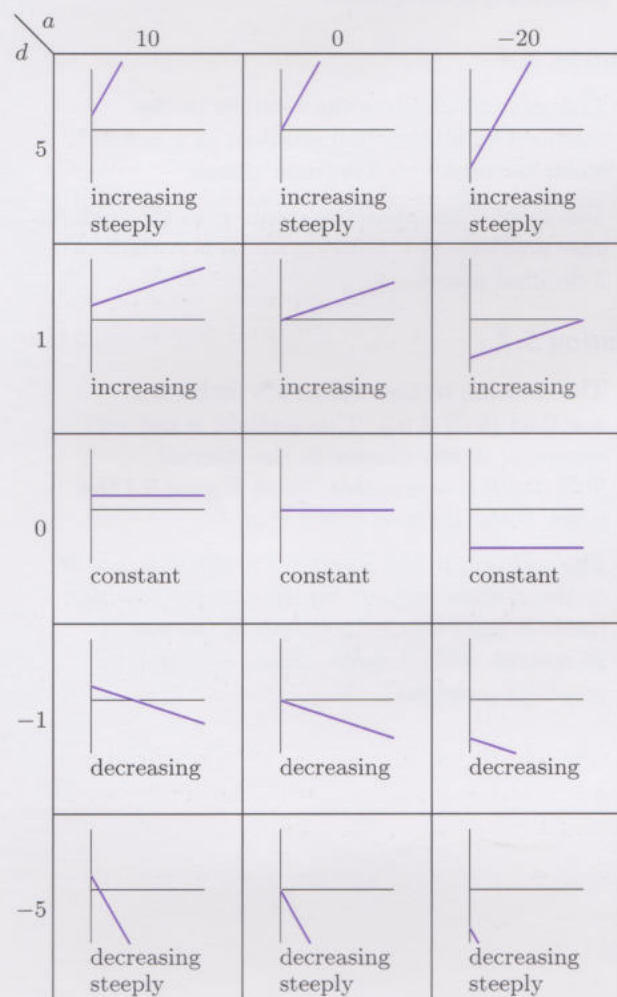 a
d
10 0 −20
5
increasing steeply
increasing steeply
increasing steeply
1
increasing
increasing
increasing
0
constant
constant
constant
−1
decreasing
decreasing
decreasing
−5
decreasing steeply
decreasing steeply
decreasing steeply